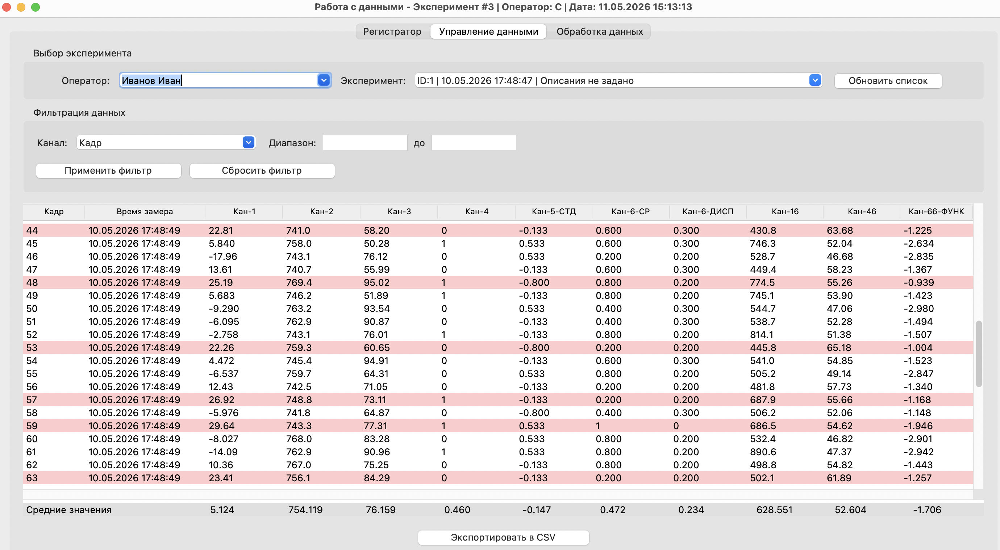 Работа с данными - Эксперимент #3 | Оператор: C | Дата: 11.05.2026 15:13:13
Регистратор Управление данными Обработка данных
Выбор эксперимента
Оператор: Иванов Иван Эксперимент: ID:1 | 10.05.2026 17:48:47 | Описания не задано Обновить список
Фильтрация данных
Канал: Кадр Диапазон: до
Применить фильтр Сбросить фильтр
Кадр Время замера Кан-1 Кан-2 Кан-3 Кан-4 Кан-5-СТД Кан-6-СР Кан-6-ДИСП Кан-16 Кан-46 Кан-66-ФУНК
44 10.05.2026 17:48:49 22.81 741.0 58.20 0 -0.133 0.600 0.300 430.8 63.68 -1.225
45 10.05.2026 17:48:49 5.840 758.0 50.28 1 0.533 0.600 0.300 746.3 52.04 -2.634
46 10.05.2026 17:48:49 -17.96 743.1 76.12 0 0.533 0.200 0.200 528.7 46.68 -2.835
47 10.05.2026 17:48:49 13.61 740.7 55.99 0 -0.133 0.600 0.300 449.4 58.23 -1.367
48 10.05.2026 17:48:49 25.19 769.4 95.02 1 -0.800 0.800 0.200 774.5 55.26 -0.939
49 10.05.2026 17:48:49 5.683 746.2 51.89 1 -0.133 0.800 0.200 745.1 53.90 -1.423
50 10.05.2026 17:48:49 -9.290 763.2 93.54 0 0.533 0.400 0.300 544.7 47.06 -2.980
51 10.05.2026 17:48:49 -6.095 762.9 90.87 0 -0.133 0.400 0.300 538.7 52.28 -1.494
52 10.05.2026 17:48:49 -2.758 743.1 76.01 1 -0.133 0.800 0.200 814.1 51.38 -1.507
53 10.05.2026 17:48:49 22.26 759.3 60.65 0 -0.800 0.200 0.200 445.8 65.18 -1.004
54 10.05.2026 17:48:49 4.472 745.4 94.91 0 -0.133 0.600 0.300 541.0 54.85 -1.523
55 10.05.2026 17:48:49 -6.537 759.7 64.31 0 0.533 0.800 0.200 505.2 49.14 -2.847
56 10.05.2026 17:48:49 12.43 742.5 71.05 0 -0.133 0.200 0.200 481.8 57.73 -1.340
57 10.05.2026 17:48:49 26.92 748.8 73.11 1 -0.133 0.200 0.200 687.9 55.66 -1.168
58 10.05.2026 17:48:49 -5.976 741.8 64.87 0 -0.800 0.400 0.300 506.2 52.06 -1.148
59 10.05.2026 17:48:49 29.64 743.3 77.31 1 0.533 1 0 686.5 54.62 -1.946
60 10.05.2026 17:48:49 -8.027 768.0 83.28 0 0.533 0.800 0.200 532.4 46.82 -2.901
61 10.05.2026 17:48:49 -14.09 762.9 90.96 1 0.533 0.800 0.200 890.6 47.37 -2.942
62 10.05.2026 17:48:49 10.36 767.0 75.25 0 -0.133 0.800 0.200 498.8 54.82 -1.443
63 10.05.2026 17:48:49 23.41 756.1 84.29 0 -0.133 0.200 0.200 502.1 61.89 -1.257
Средние значения 5.124 754.119 76.159 0.460 -0.147 0.472 0.234 628.551 52.604 -1.706
Экспортировать в CSV